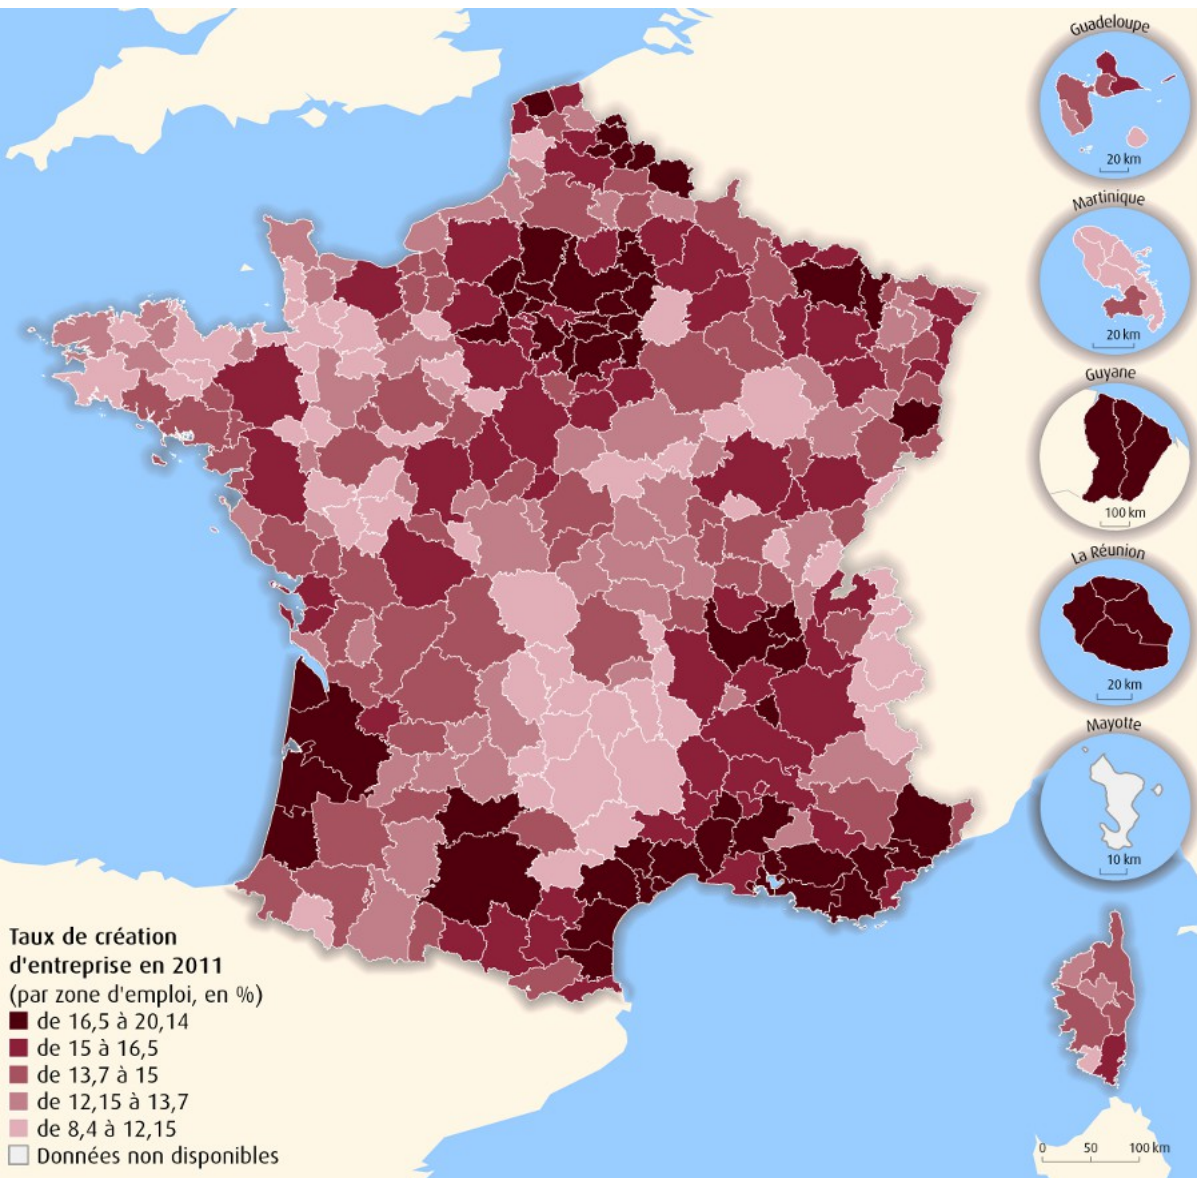 Guadeloupe
20 km
Martinique
20 km
Guyane
100 km
La Réunion
20 km
Mayotte
10 km
Taux de création
d'entreprise en 2011
(par zone d'emploi, en %)
de 16,5 à 20,14
de 15 à 16,5
de 13,7 à 15
de 12,15 à 13,7
de 8,4 à 12,15
Données non disponibles
0 50 100 km